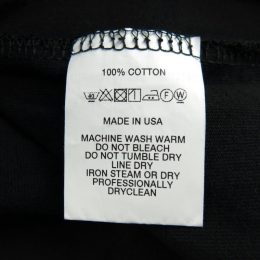 100% COTTON
F W
MADE IN USA
MACHINE WASH WARM
DO NOT BLEACH
DO NOT TUMBLE DRY
LINE DRY
IRON STEAM OR DRY
PROFESSIONALLY
DRYCLEAN